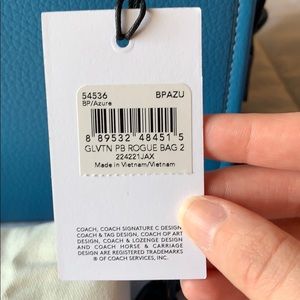 54536 BPAZU
BP/Azure
8 89532 48451 5
GLVTN PB ROGUE BAG 2
224221JAX
Made in Vietnam/Vietnam
COACH, COACH SIGNATURE C DESIGN,
COACH & TAG DESIGN, COACH OP ART
DESIGN, COACH & LOZENGE DESIGN
AND COACH HORSE & CARRIAGE
DESIGN ARE REGISTERED TRADEMARKS
® OF COACH SERVICES, INC.